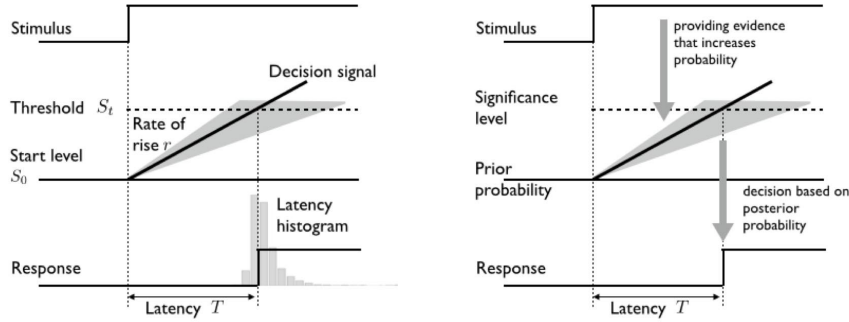 Stimulus
Decision signal
Threshold S_t
Rate of
rise r
Start level
S_0
Latency
histogram
Response
Latency T
Stimulus
providing evidence
that increases
probability
Significance
level
Prior
probability
decision based on
posterior
probability
Response
Latency T